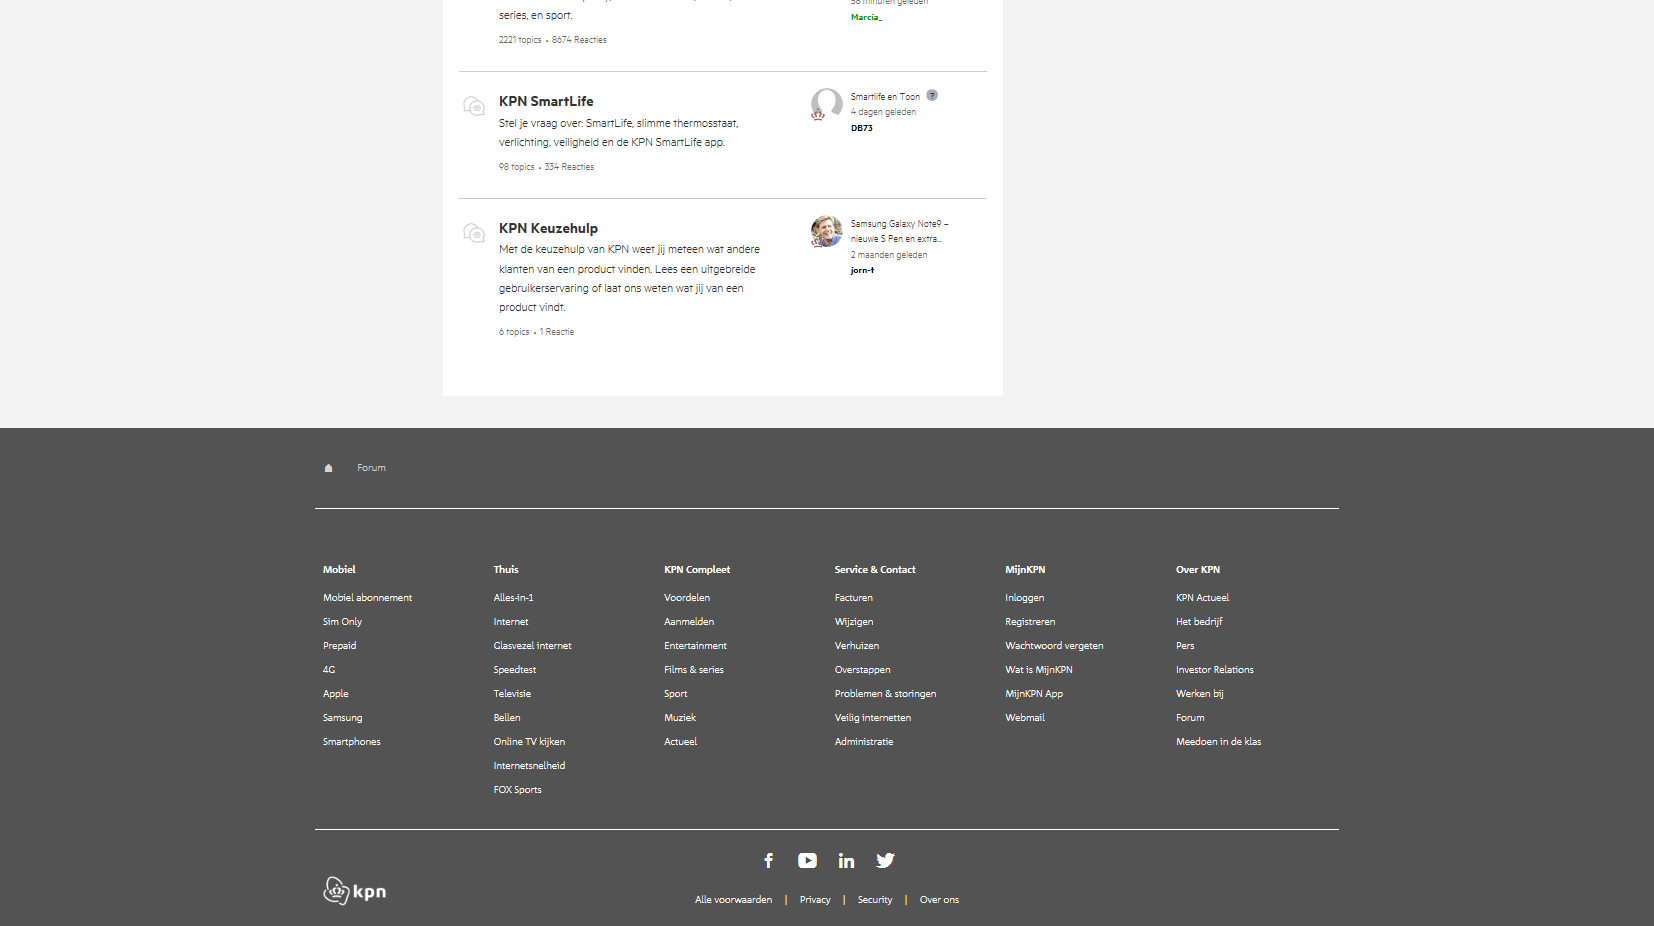 series, en sport.
2221 topics • 8674 Reacties
38 minuten geleden
Marcia_
KPN SmartLife
Stel je vraag over: SmartLife, slimme thermosstaat,
verlichting, veiligheid en de KPN SmartLife app.
98 topics • 334 Reacties
Smartlife en Toon ?
4 dagen geleden
DB73
KPN Keuzehulp
Met de keuzehulp van KPN weet jij meteen wat andere
klanten van een product vinden. Lees een uitgebreide
gebruikerservaring of laat ons weten wat jij van een
product vindt.
6 topics • 1 Reactie
Samsung Galaxy Note9 –
nieuwe S Pen en extra...
2 maanden geleden
jorn-t
Forum
Mobiel
Mobiel abonnement
Sim Only
Prepaid
4G
Apple
Samsung
Smartphones
Thuis
Alles-in-1
Internet
Glasvezel internet
Speedtest
Televisie
Bellen
Online TV kijken
Internetsnelheid
FOX Sports
KPN Compleet
Voordelen
Aanmelden
Entertainment
Films & series
Sport
Muziek
Actueel
Service & Contact
Facturen
Wijzigen
Verhuizen
Overstappen
Problemen & storingen
Veilig internetten
Administratie
MijnKPN
Inloggen
Registreren
Wachtwoord vergeten
Wat is MijnKPN
MijnKPN App
Webmail
Over KPN
KPN Actueel
Het bedrijf
Pers
Investor Relations
Werken bij
Forum
Meedoen in de klas
kpn
Alle voorwaarden | Privacy | Security | Over ons